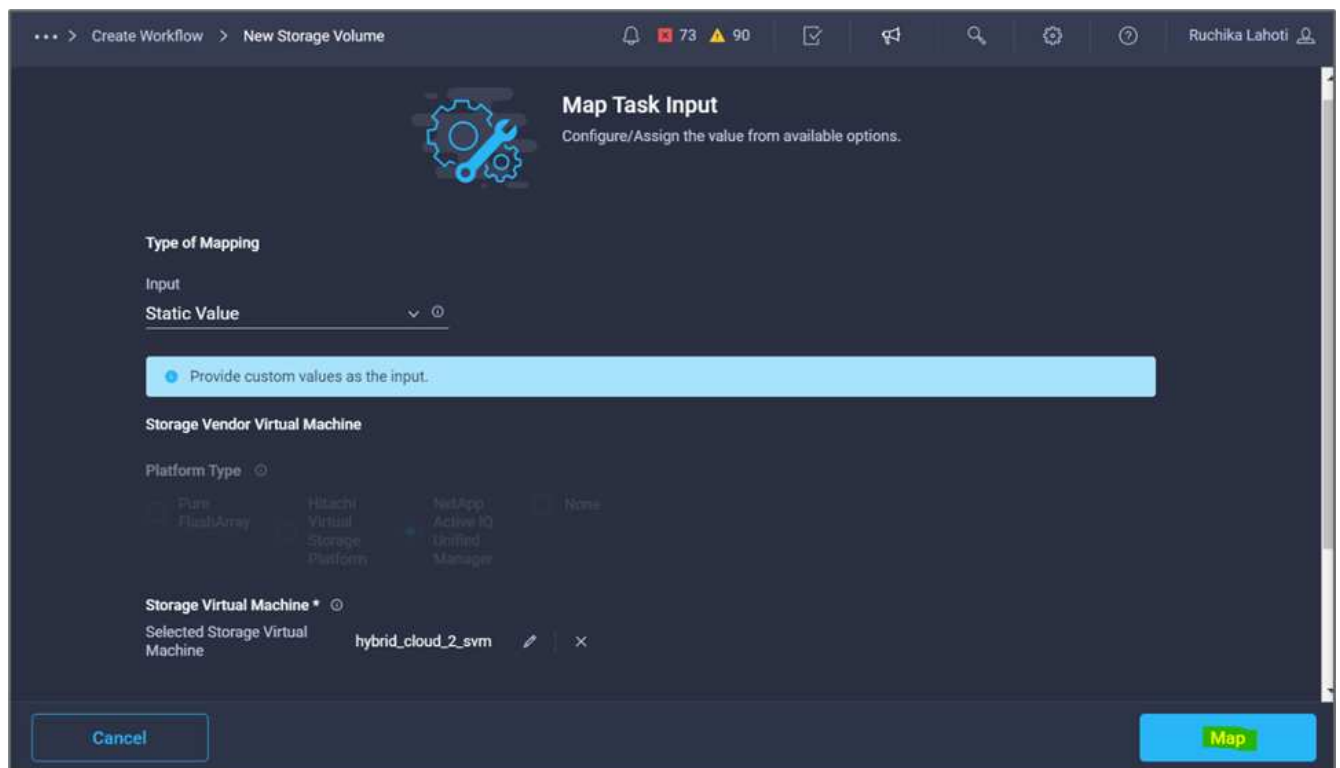 ••• > Create Workflow > New Storage Volume 73 90 Ruchika Lahoti
Map Task Input
Configure/Assign the value from available options.
Type of Mapping
Input
Static Value
Provide custom values as the input.
Storage Vendor Virtual Machine
Platform Type
Pure
FlashArray
Hitachi
Virtual
Storage
Platform
NetApp
Active IQ
Unified
Manager
None
Storage Virtual Machine *
Selected Storage Virtual
Machine
hybrid_cloud_2_svm
Cancel
Map